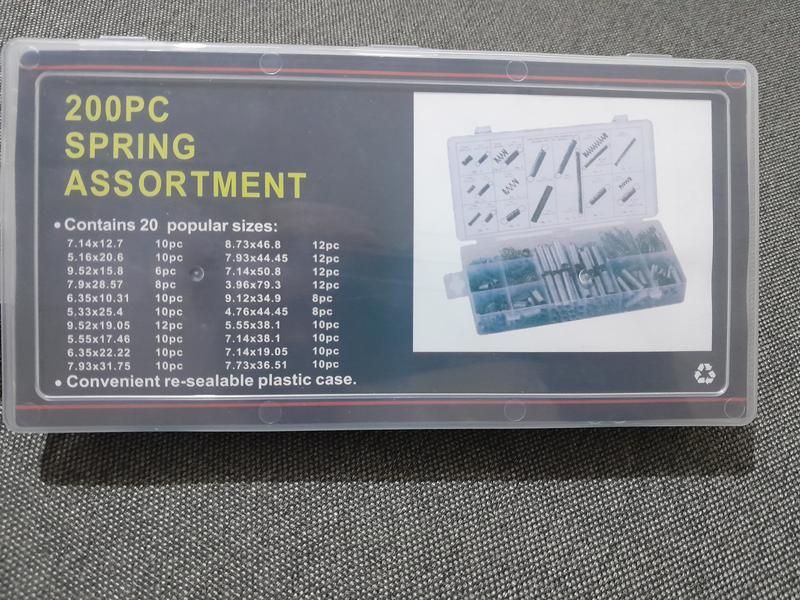 200PC
SPRING
ASSORTMENT
• Contains 20 popular sizes:
7.14x12.7 10pc 8.73x46.8 12pc
5.16x20.6 10pc 7.93x44.45 12pc
9.52x15.8 6pc 7.14x50.8 12pc
7.9x28.57 8pc 3.96x79.3 12pc
6.35x10.31 10pc 9.12x34.9 8pc
5,33x25.4 10pc 4.76x44.45 8pc
9.52x19.05 12pc 5.55x38.1 10pc
5.55x17.46 10pc 7.14x38.1 10pc
6.35x22.22 10pc 7.14x19.05 10pc
7.93x31.75 10pc 7.73x36.51 10pc
• Convenient re-sealable plastic case.